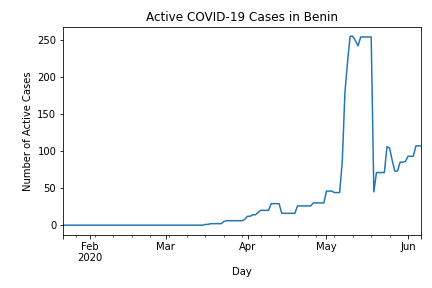 Active COVID-19 Cases in Benin
Number of Active Cases
250
200
150
100
50
0
Feb
2020
Mar
Apr
May
Jun
Day